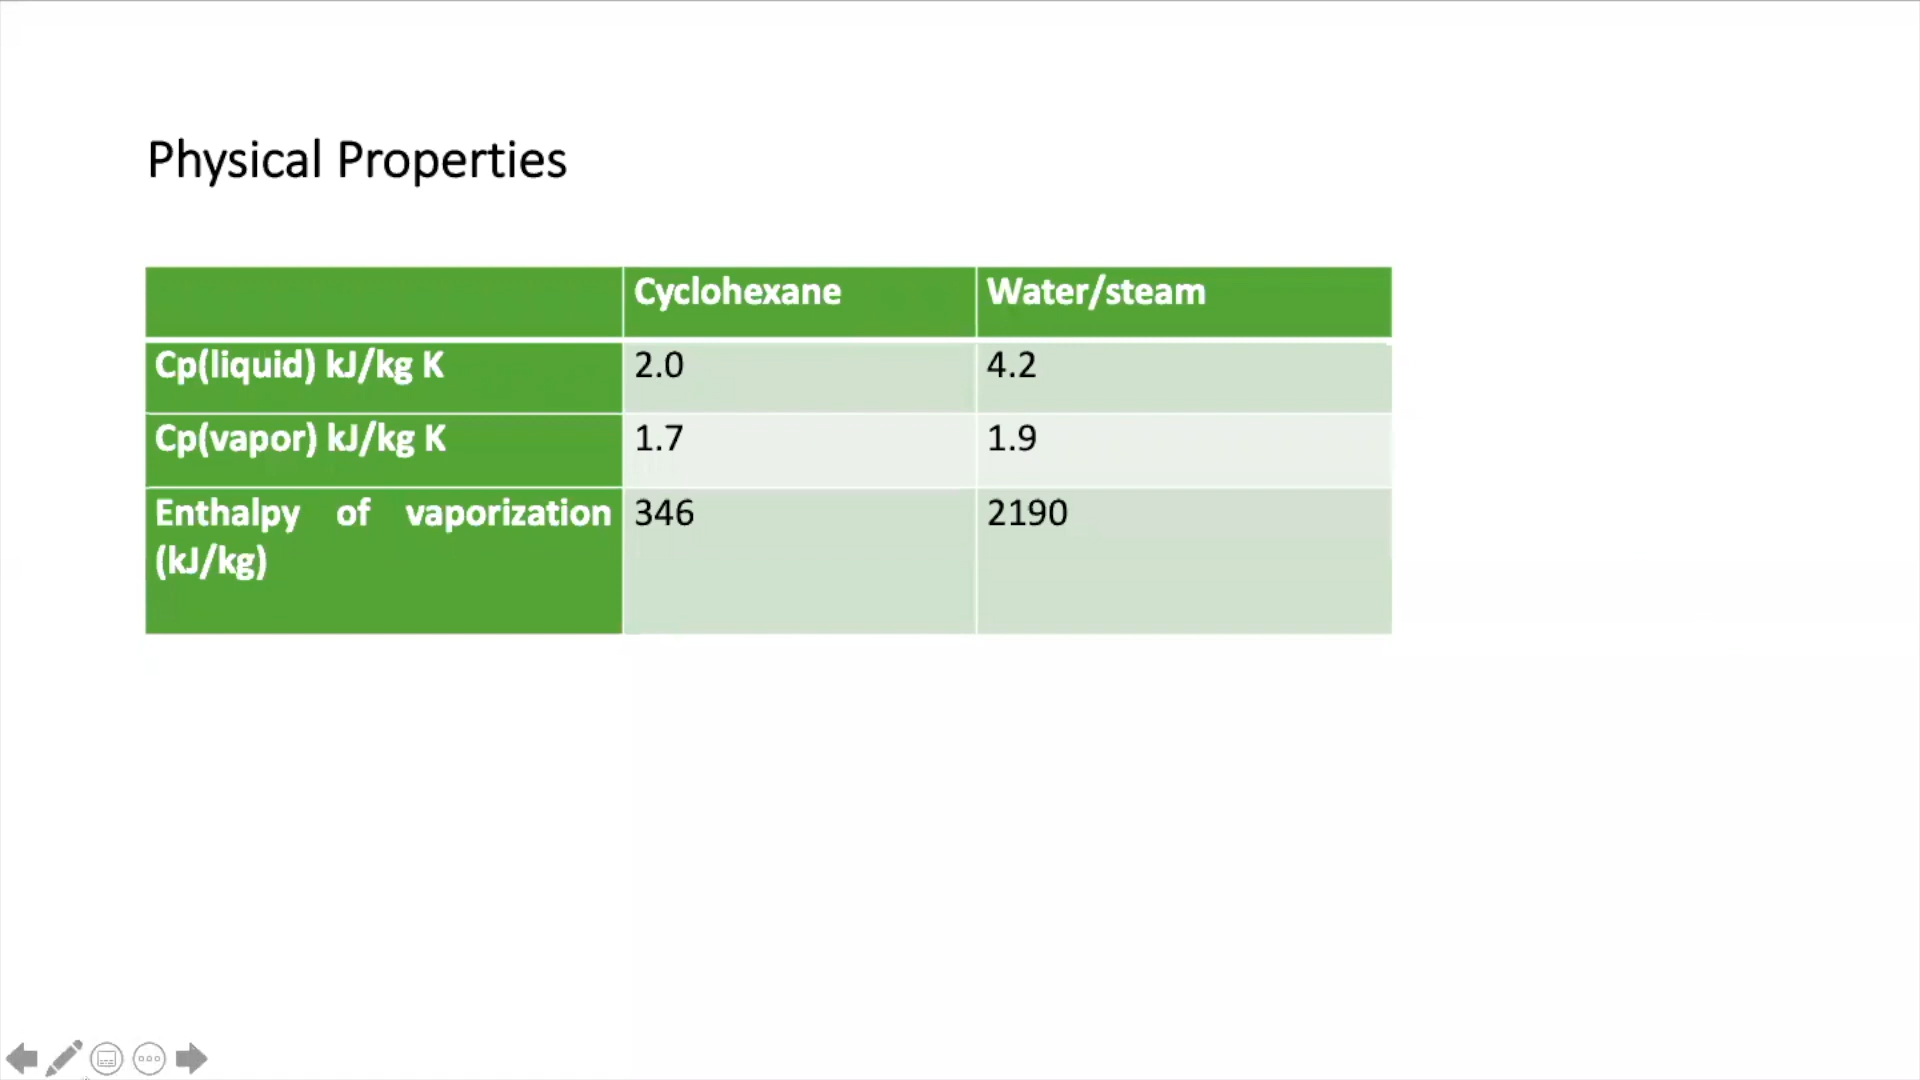 Physical Properties
Cyclohexane Water/steam
Cp(liquid) kJ/kg K 2.0 4.2
Cp(vapor) kJ/kg K 1.7 1.9
Enthalpy of vaporization 346 2190
(kJ/kg)